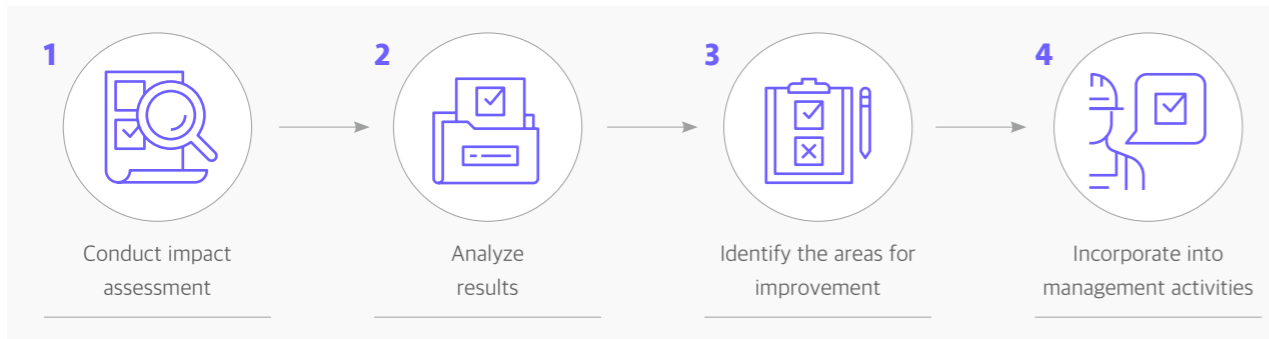 1
2
3
4
Conduct impact
assessment
Analyze
results
Identify the areas for
improvement
Incorporate into
management activities